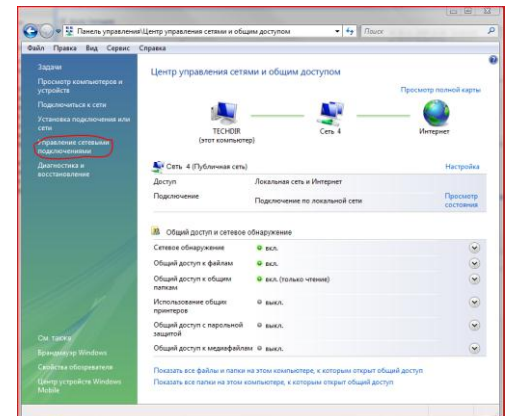 Панель управления\Центр управления сетями и общим доступом
Поиск
Файл Правка Вид Сервис Справка
Задачи
Просмотр компьютеров и
устройств
Подключиться к сети
Установка подключения или
сети
Управление сетевыми
подключениями
Диагностика и
восстановление
См. также
Брандмауэр Windows
Свойства обозревателя
Центр устройств Windows
Mobile
Центр управления сетями и общим доступом
Просмотр полной карты
TECHDIR
(этот компьютер)
Сеть 4
Интернет
Сеть 4 (Публичная сеть)
Настройка
Доступ
Локальная сеть и Интернет
Подключение
Подключение по локальной сети
Просмотр
состояния
Общий доступ и сетевое обнаружение
Сетевое обнаружение
вкл.
Общий доступ к файлам
вкл.
Общий доступ к общим
папкам
вкл. (только чтение)
Использование общих
принтеров
выкл.
Общий доступ с парольной
защитой
выкл.
Общий доступ к медиафайлам
выкл.
Показать все файлы и папки на этом компьютере, к которым открыт общий доступ
Показать все папки на этом компьютере, к которым открыт общий доступ